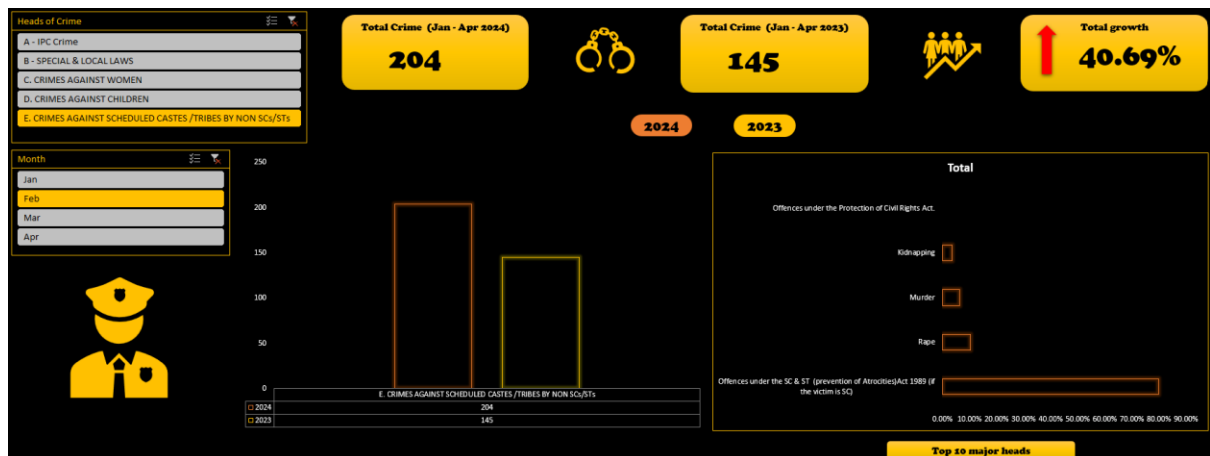 Heads of Crime
A - IPC Crime
B - SPECIAL & LOCAL LAWS
C. CRIMES AGAINST WOMEN
D. CRIMES AGAINST CHILDREN
E. CRIMES AGAINST SCHEDULED CASTES /TRIBES BY NON SCs/STs
Total Crime (Jan - Apr 2024)
204
Total Crime (Jan - Apr 2023)
145
Total growth
40.69%
2024
2023
Month
Jan
Feb
Mar
Apr
250
200
150
100
50
0
E. CRIMES AGAINST SCHEDULED CASTES /TRIBES BY NON SCs/STs
2024 204
2023 145
Total
Offences under the Protection of Civil Rights Act.
Kidnapping
Murder
Rape
Offences under the SC & ST (prevention of Atrocities)Act 1989 (if
the victim is SC)
0.00% 10.00% 20.00% 30.00% 40.00% 50.00% 60.00% 70.00% 80.00% 90.00%
Top 10 major heads